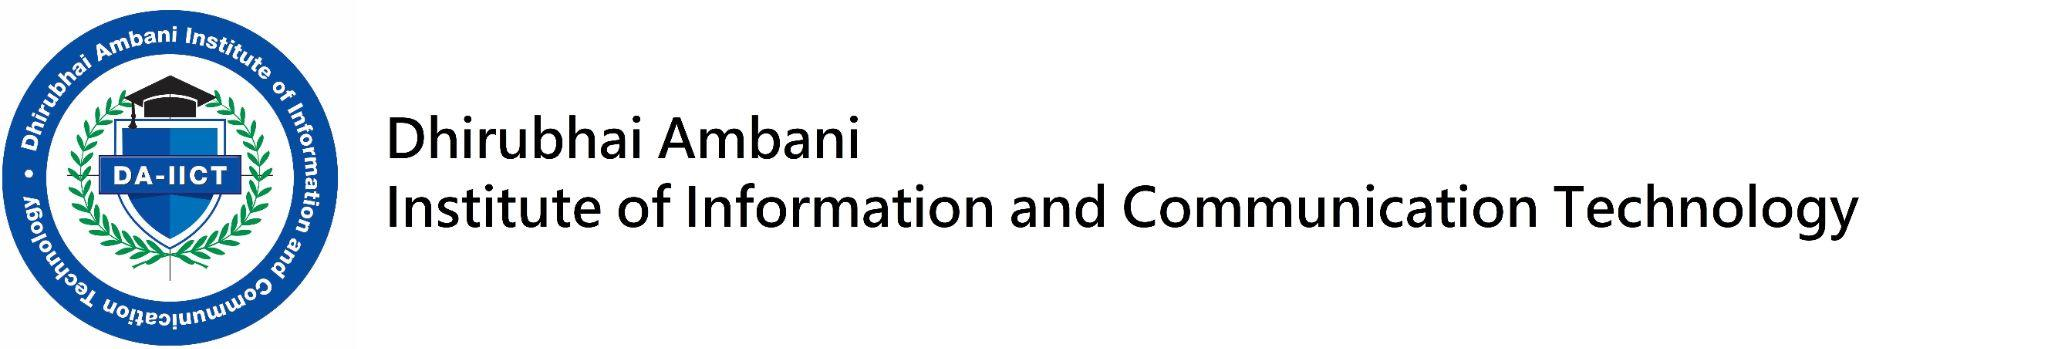 Dhirubhai Ambani Institute of Information and Communication Technology •
DA-IICT
Dhirubhai Ambani
Institute of Information and Communication Technology